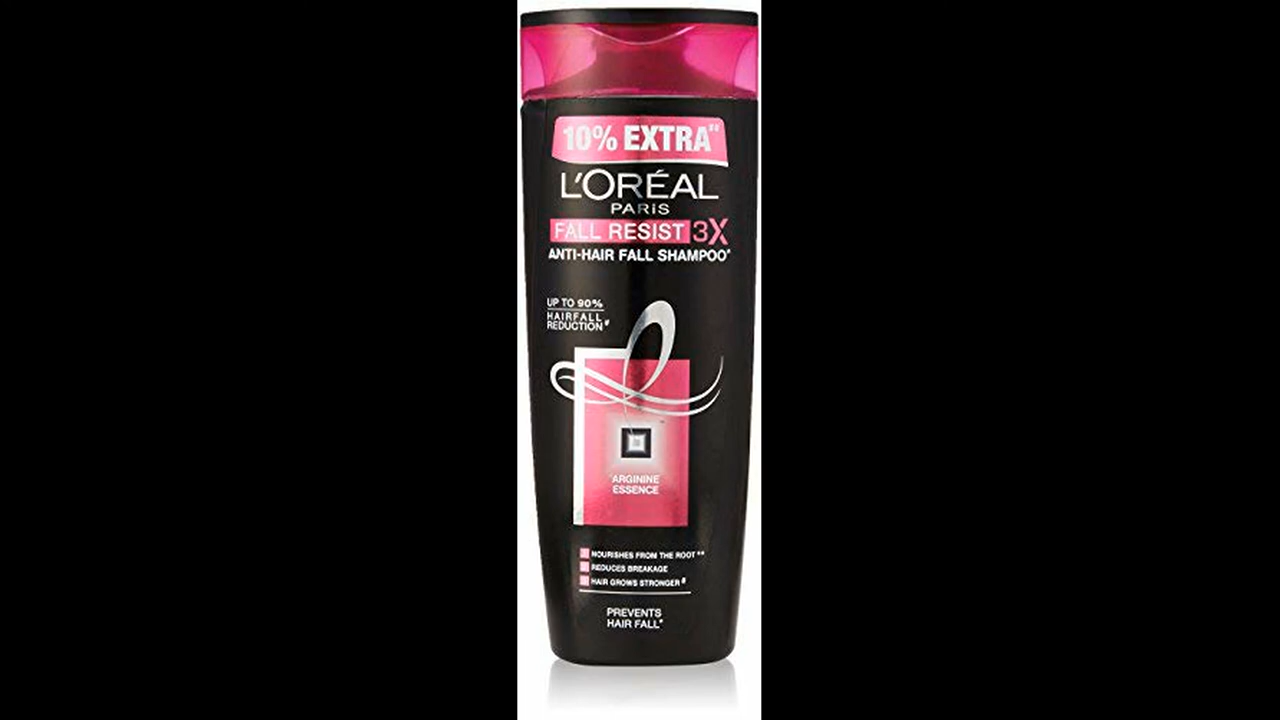 10% EXTRA##
L'ORÉAL
PARIS
FALL RESIST 3X
ANTI-HAIR FALL SHAMPOO*
UP TO 90%
HAIRFALL
REDUCTION#
ARGININE
ESSENCE
NOURISHES FROM THE ROOT**
REDUCES BREAKAGE
HAIR GROWS STRONGER#
PREVENTS
HAIR FALL*